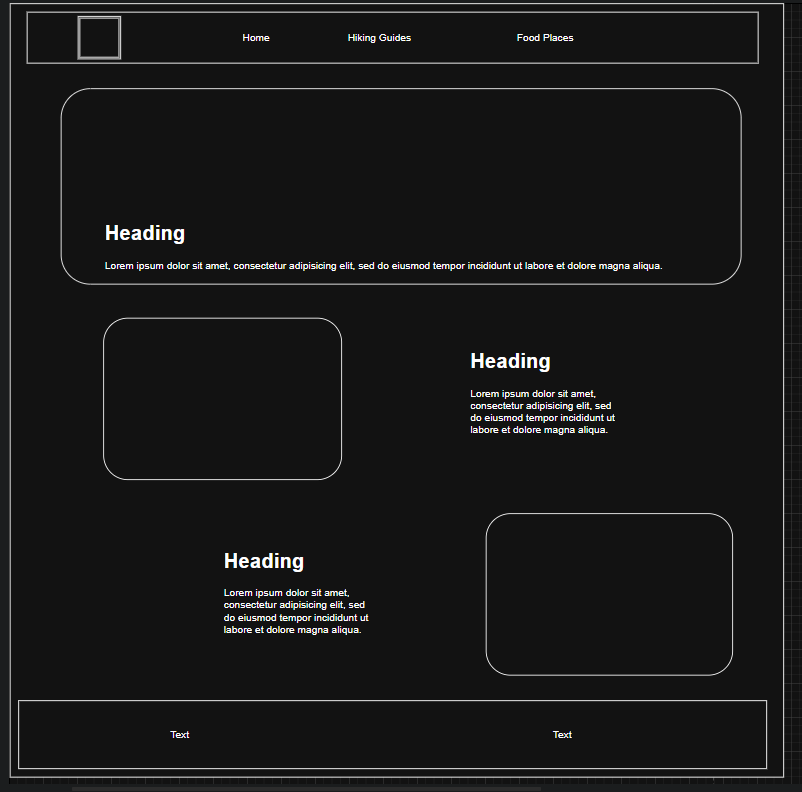 Home Hiking Guides Food Places
Heading
Lorem ipsum dolor sit amet, consectetur adipisicing elit, sed do eiusmod tempor incididunt ut labore et dolore magna aliqua.
Heading
Lorem ipsum dolor sit amet,
consectetur adipisicing elit, sed
do eiusmod tempor incididunt ut
labore et dolore magna aliqua.
Heading
Lorem ipsum dolor sit amet,
consectetur adipisicing elit, sed
do eiusmod tempor incididunt ut
labore et dolore magna aliqua.
Text Text